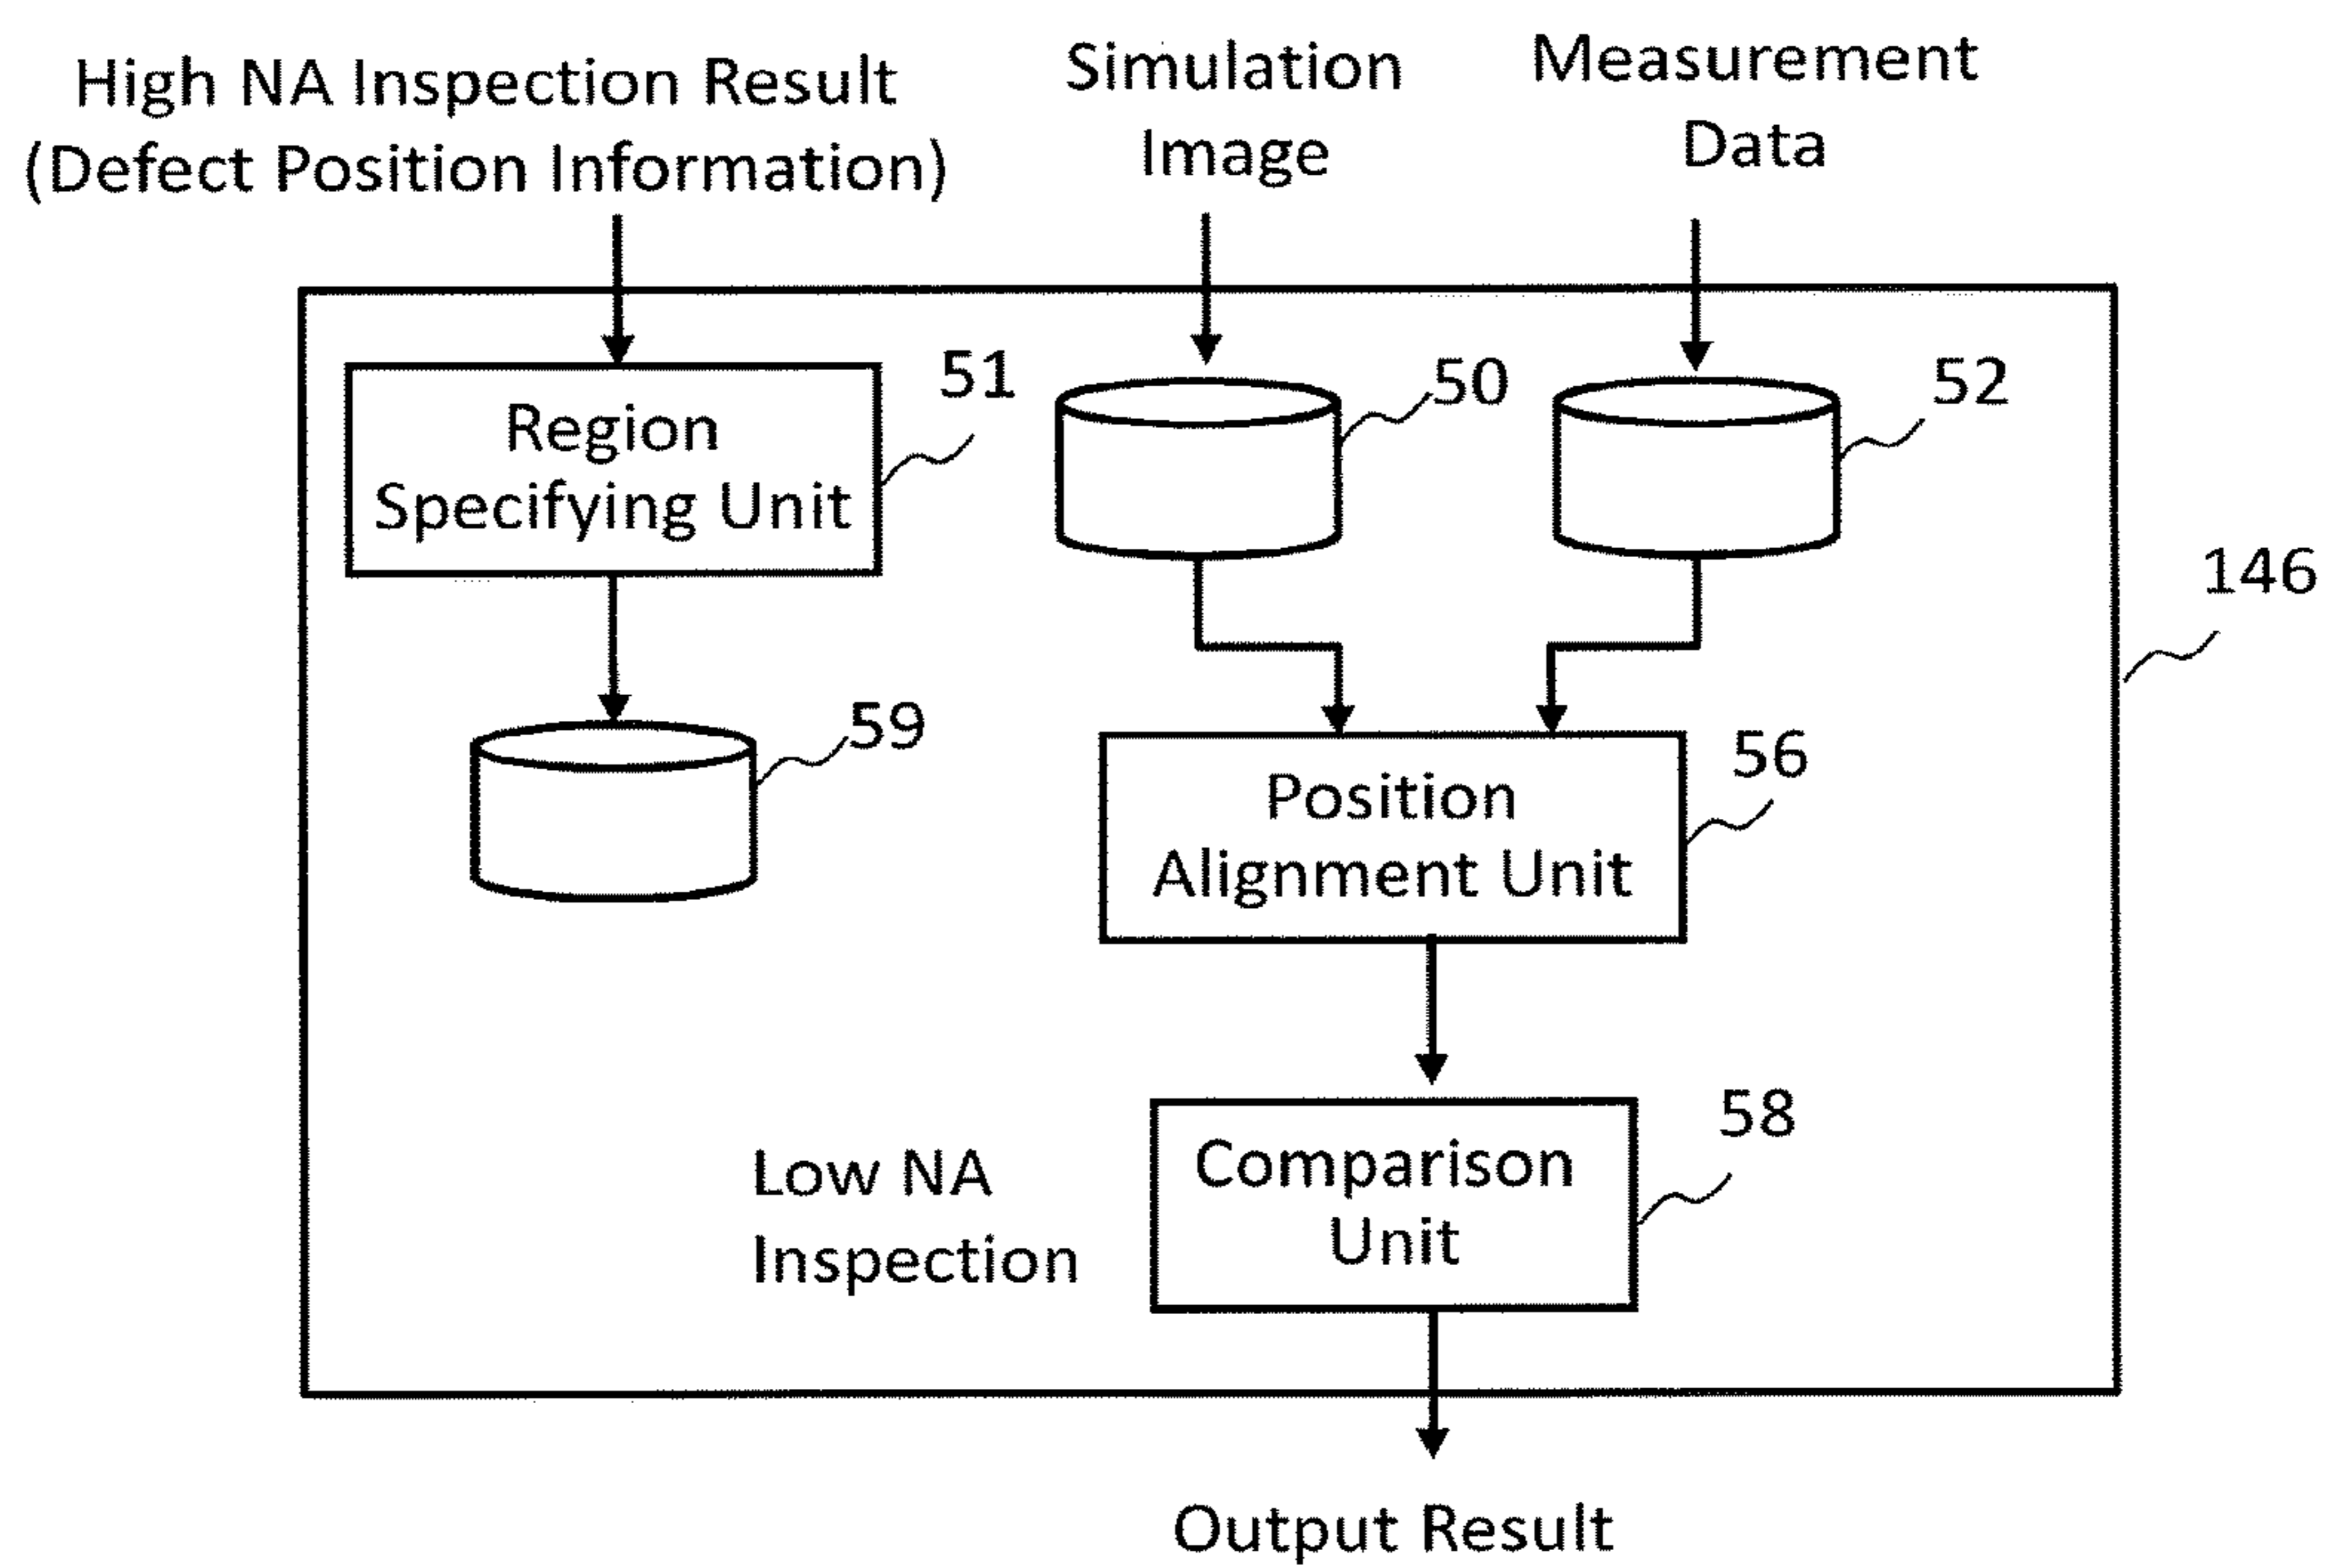 High NA Inspection Result
(Defect Position Information)
Simulation
Image
Measurement
Data
Region
Specifying Unit
51
50
52
146
59
Position
Alignment Unit
56
Low NA
Inspection
Comparison
Unit
58
Output Result